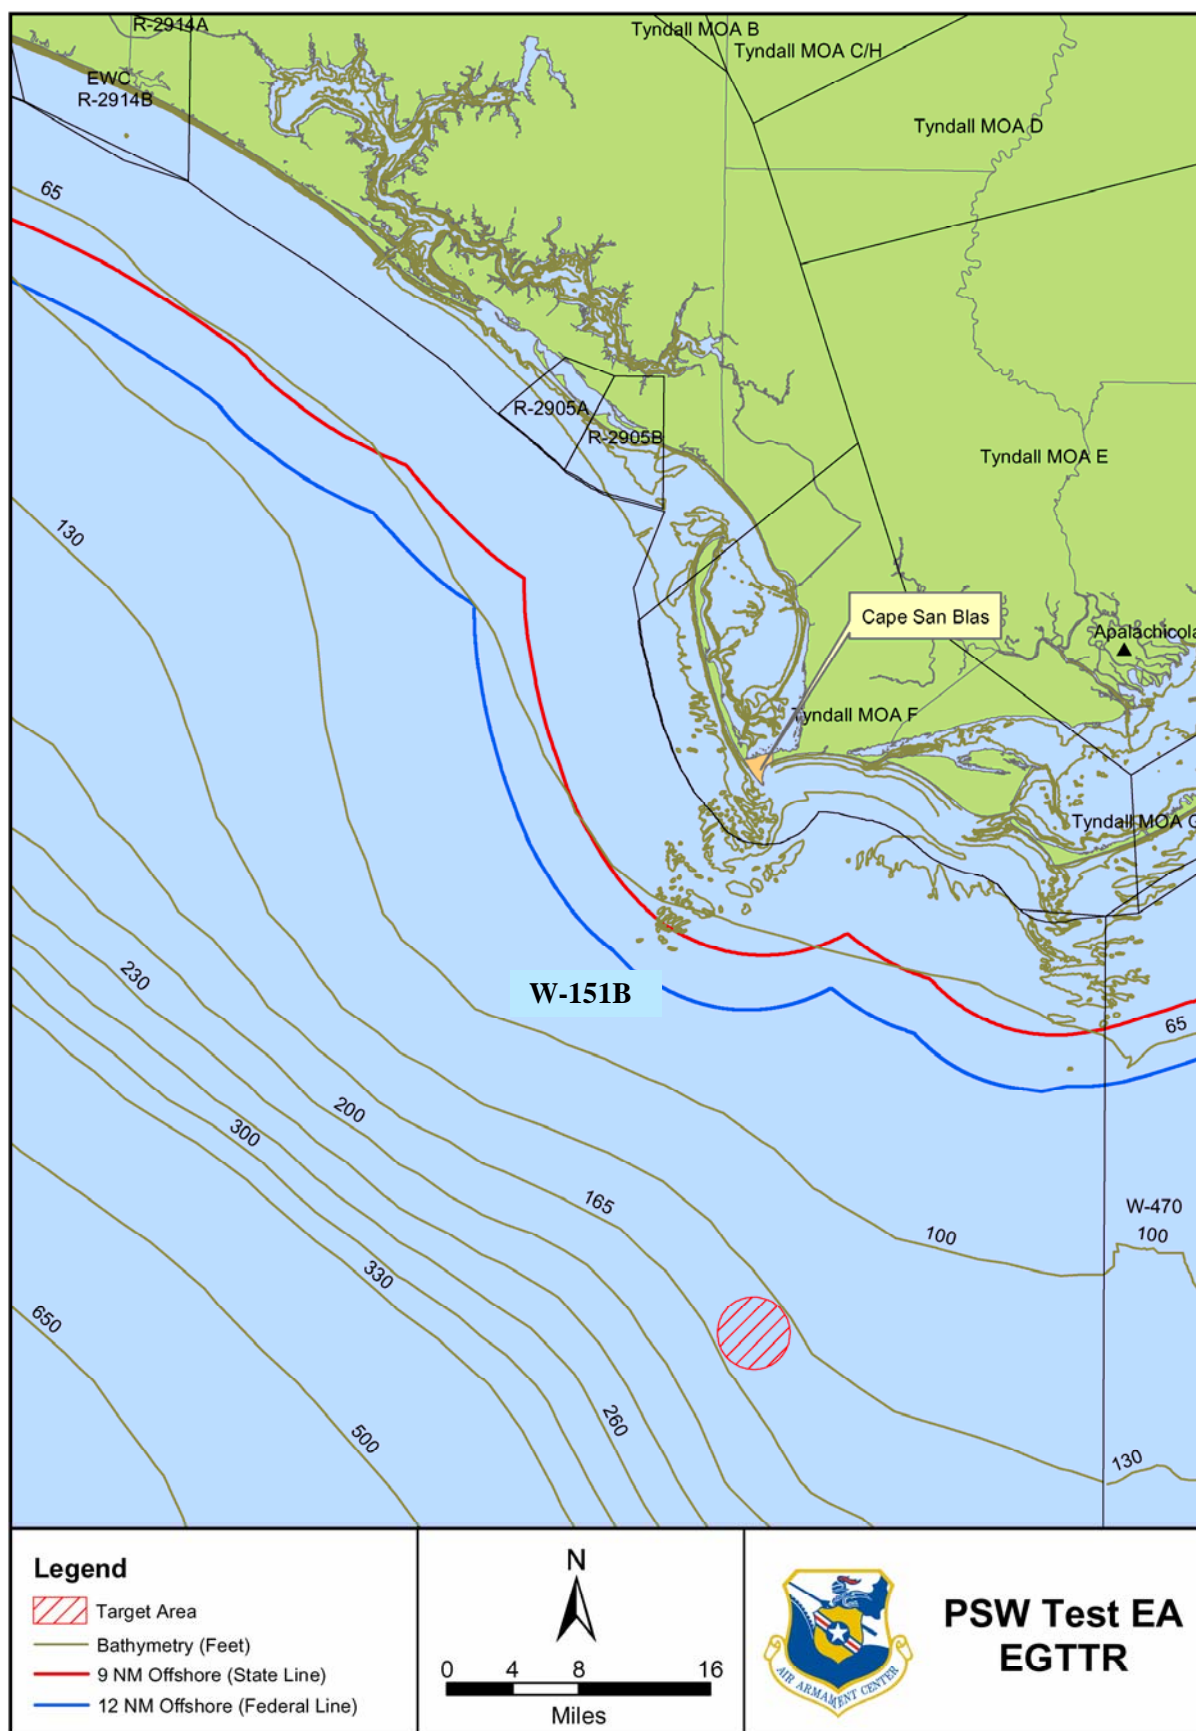 R-2914A
Tyndall MOA B
Tyndall MOA C/H
EWC
R-2914B
Tyndall MOA D
65
R-2905A
R-2905B
Tyndall MOA E
130
Cape San Blas
Apalachicola
Tyndall MOA F
Tyndall MOA G
230
W-151B
65
200
300
165
W-470
100
100
330
650
260
500
130
Legend
Target Area
Bathymetry (Feet)
9 NM Offshore (State Line)
12 NM Offshore (Federal Line)
N
0 4 8 16
Miles
AIR ARMAMENT CENTER
PSW Test EA
EGTTR